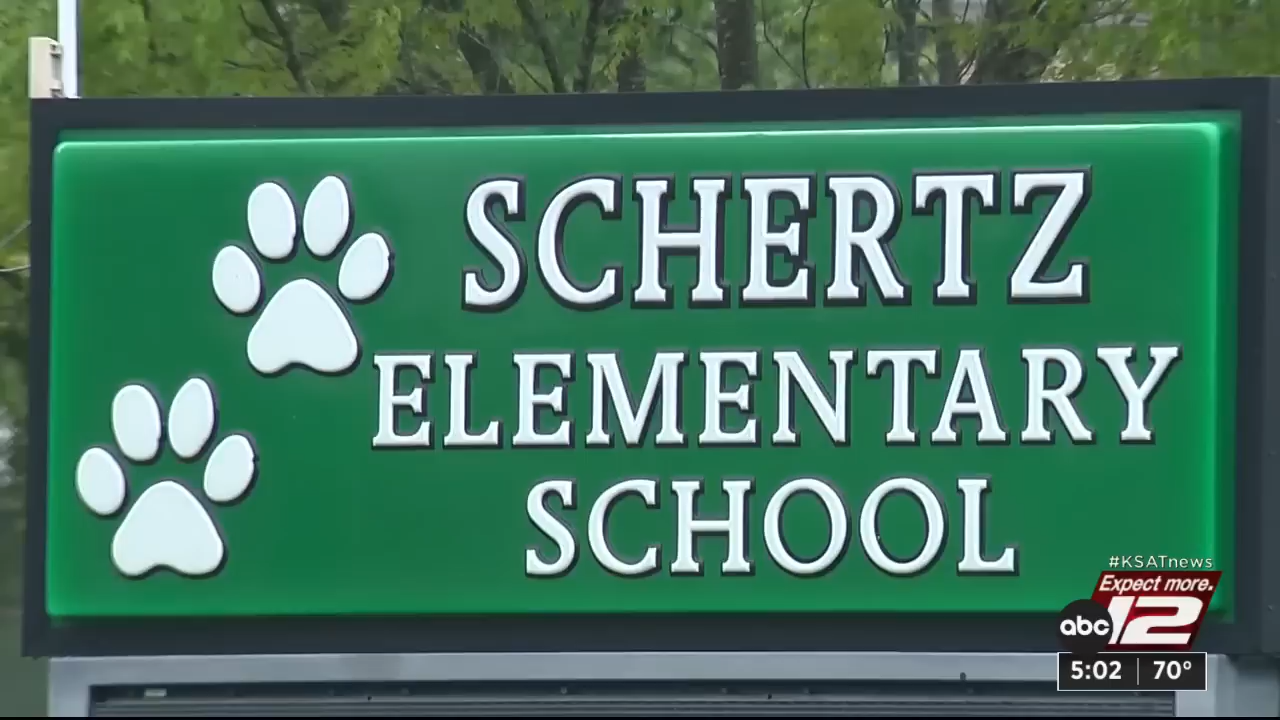 SCHERTZ
ELEMENTARY
SCHOOL
#KSATnews
Expect more.
abc 12
5:02 70°